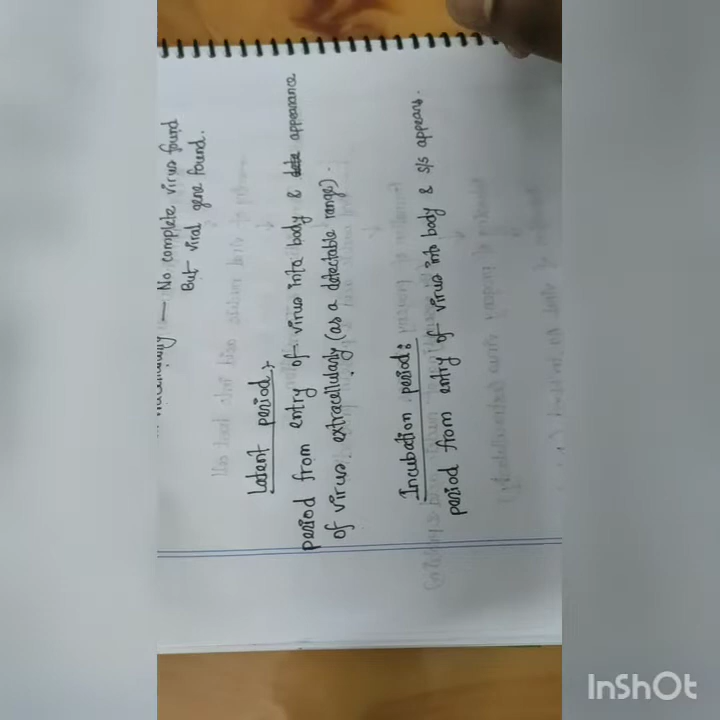 — No complete virus found
But viral gene found.
Latent period :-
period from entry of virus into body & appearance
of virus extracellularly (as a detectable range).
Incubation period :
period from entry of virus into body & s/s appears.
InShOt